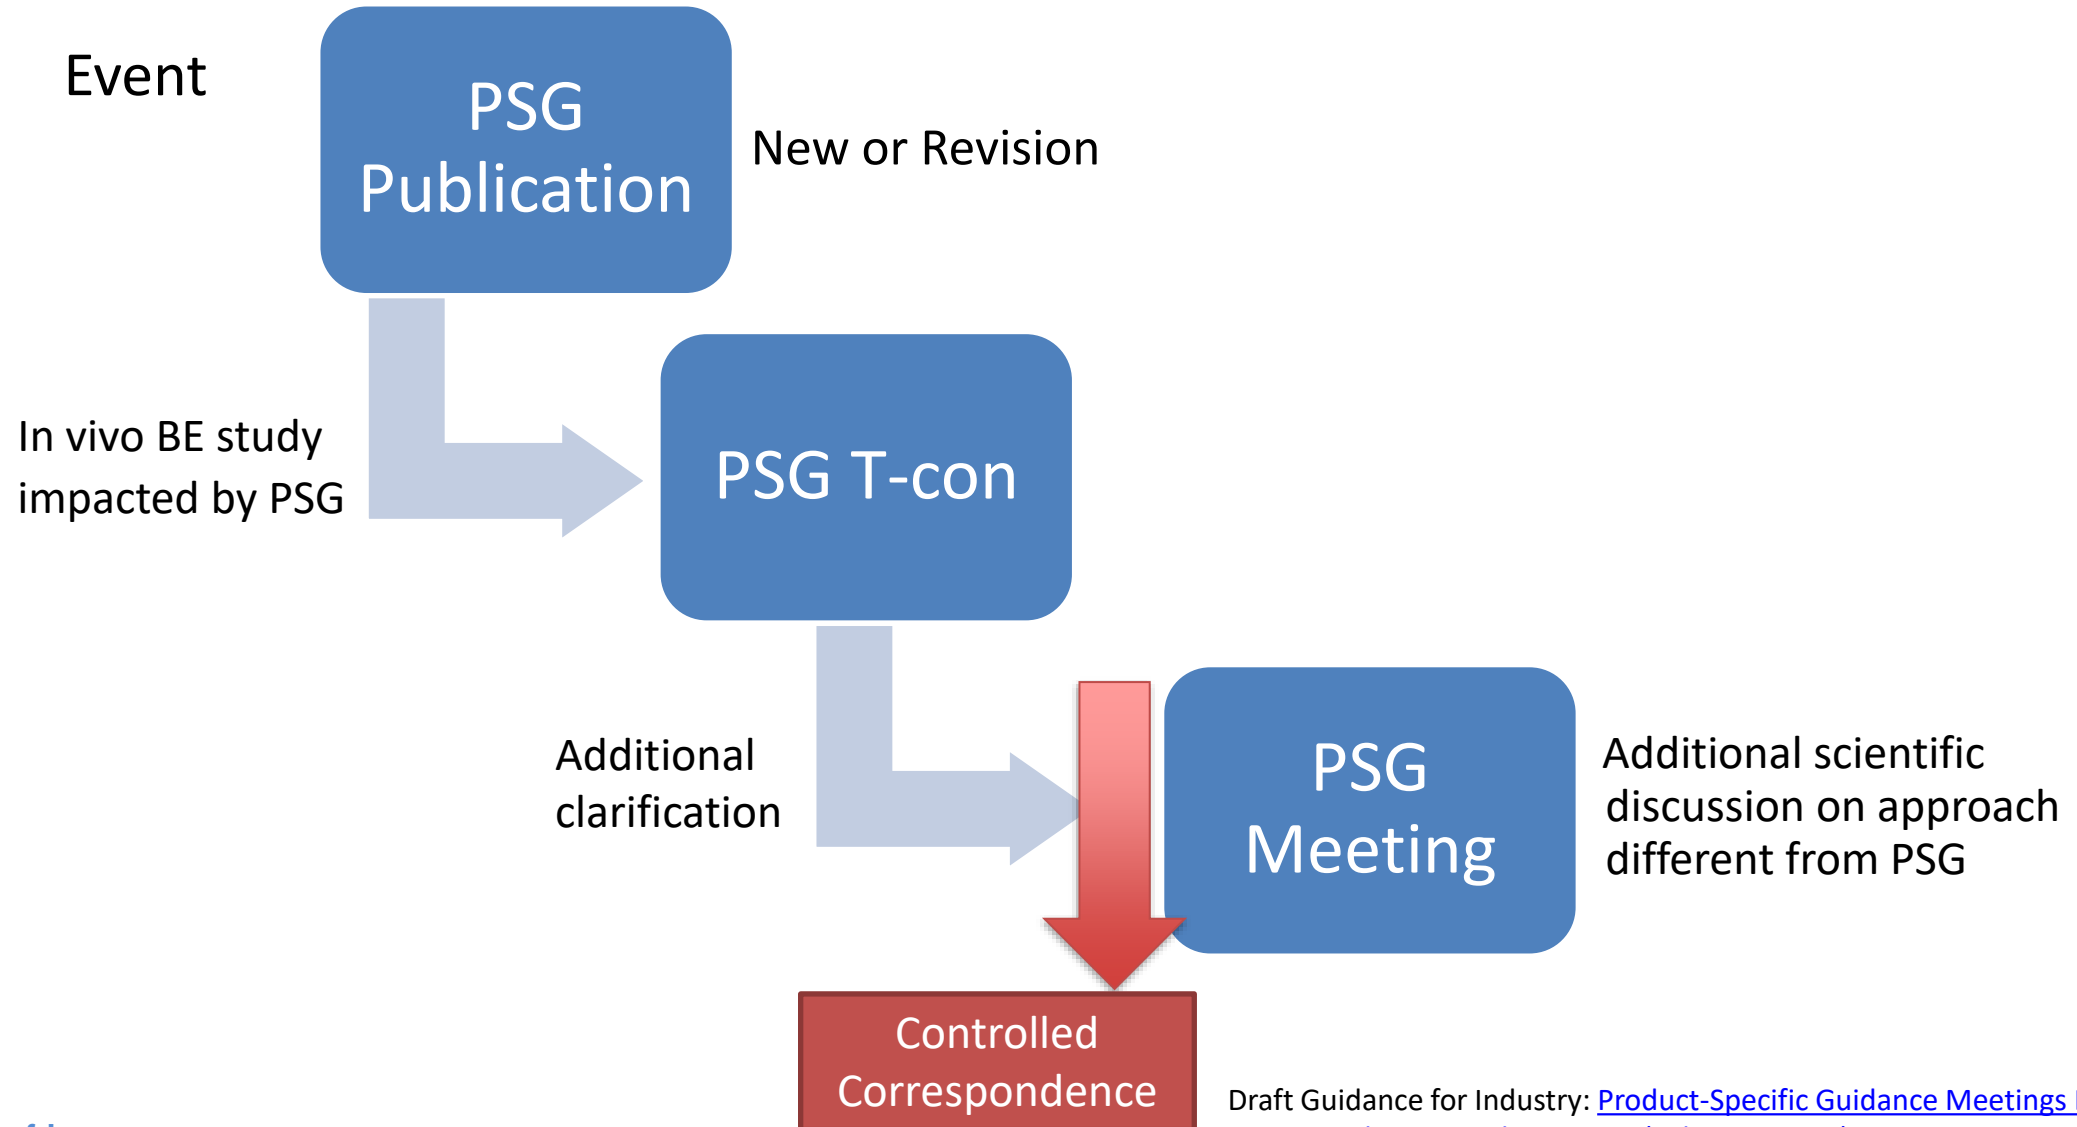 Event
PSG
Publication
New or Revision
In vivo BE study
impacted by PSG
PSG T-con
Additional
clarification
PSG
Meeting
Additional scientific
discussion on approach
different from PSG
Controlled
Correspondence
Draft Guidance for Industry: Product-Specific Guidance Meetings